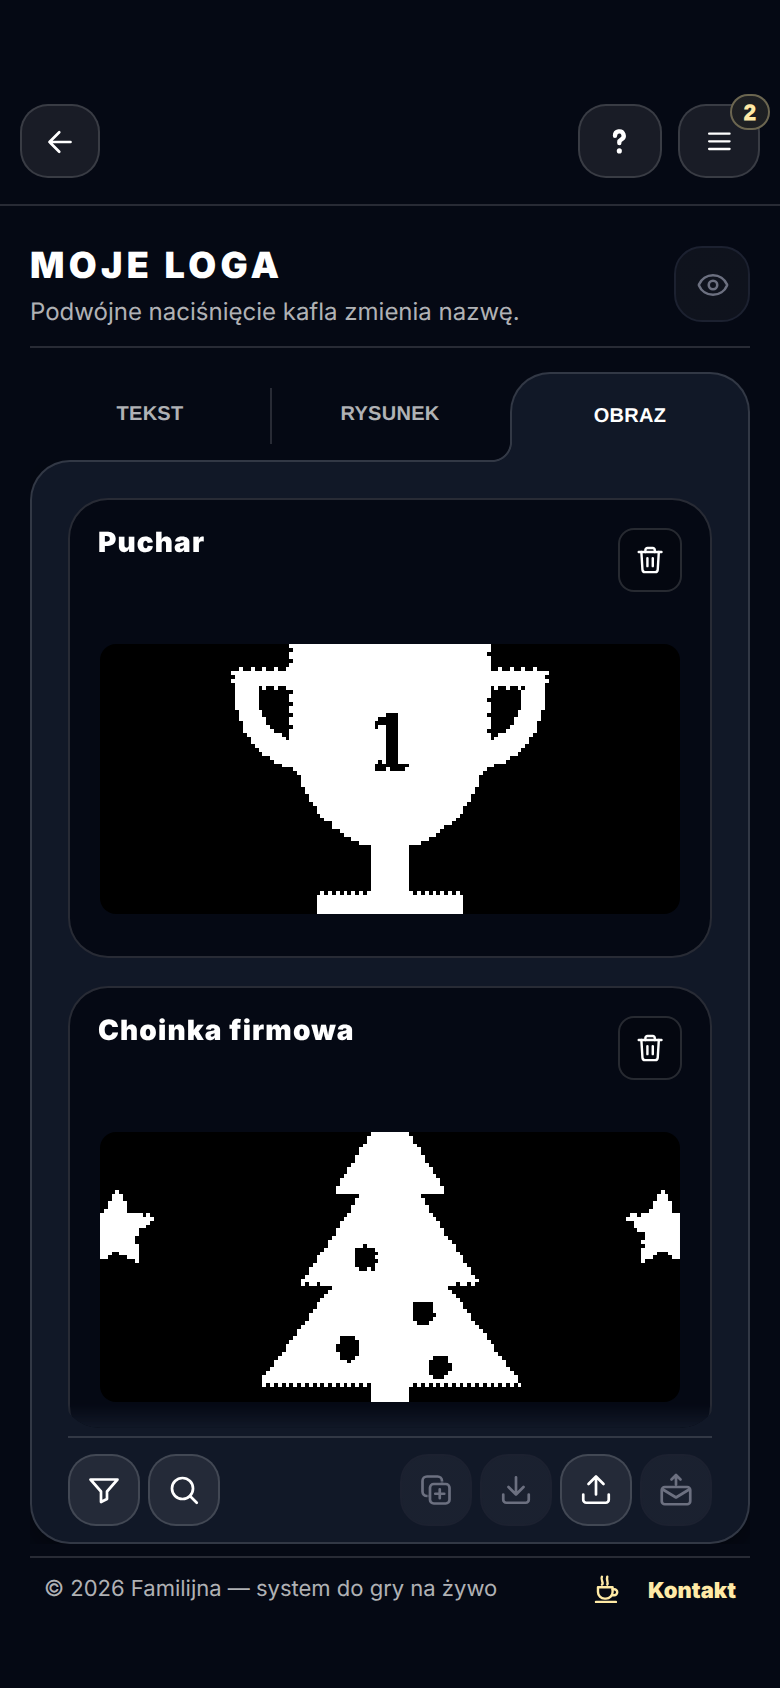 ?
2
MOJE LOGA
Podwójne naciśnięcie kafla zmienia nazwę.
TEKST
RYSUNEK
OBRAZ
Puchar
1
Choinka firmowa
© 2026 Familijna — system do gry na żywo
Kontakt